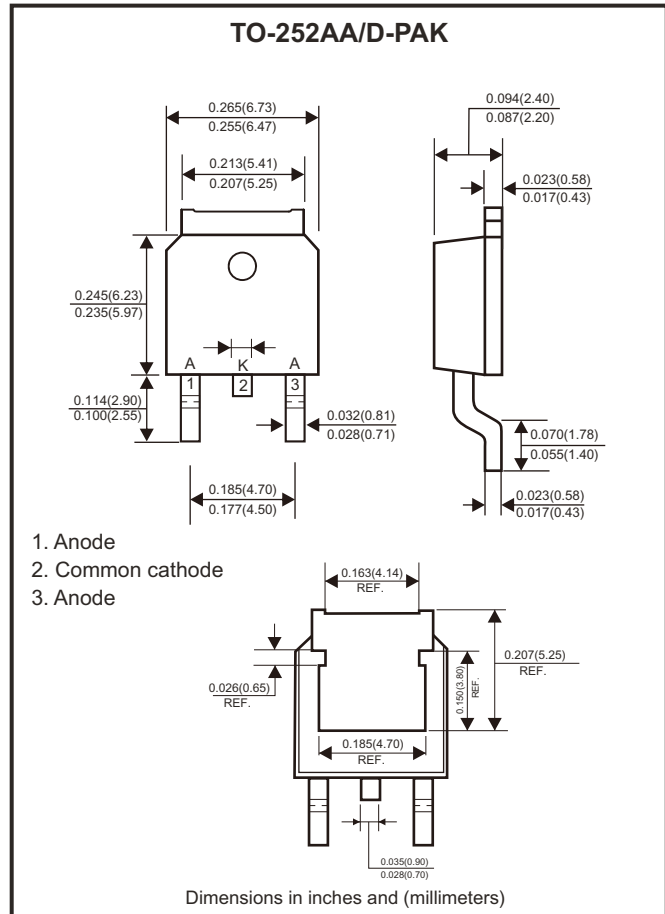 TO-252AA/D-PAK
0.265(6.73)
0.255(6.47)
0.213(5.41)
0.207(5.25)
0.094(2.40)
0.087(2.20)
0.023(0.58)
0.017(0.43)
0.245(6.23)
0.235(5.97)
A K A
1 2 3
0.114(2.90)
0.100(2.55)
0.032(0.81)
0.028(0.71)
0.070(1.78)
0.055(1.40)
0.185(4.70)
0.177(4.50)
0.023(0.58)
0.017(0.43)
1. Anode
2. Common cathode
3. Anode
0.163(4.14)
REF.
0.207(5.25)
REF.
0.026(0.65)
REF.
0.150(3.80)
REF.
0.185(4.70)
REF.
0.035(0.90)
0.028(0.70)
Dimensions in inches and (millimeters)